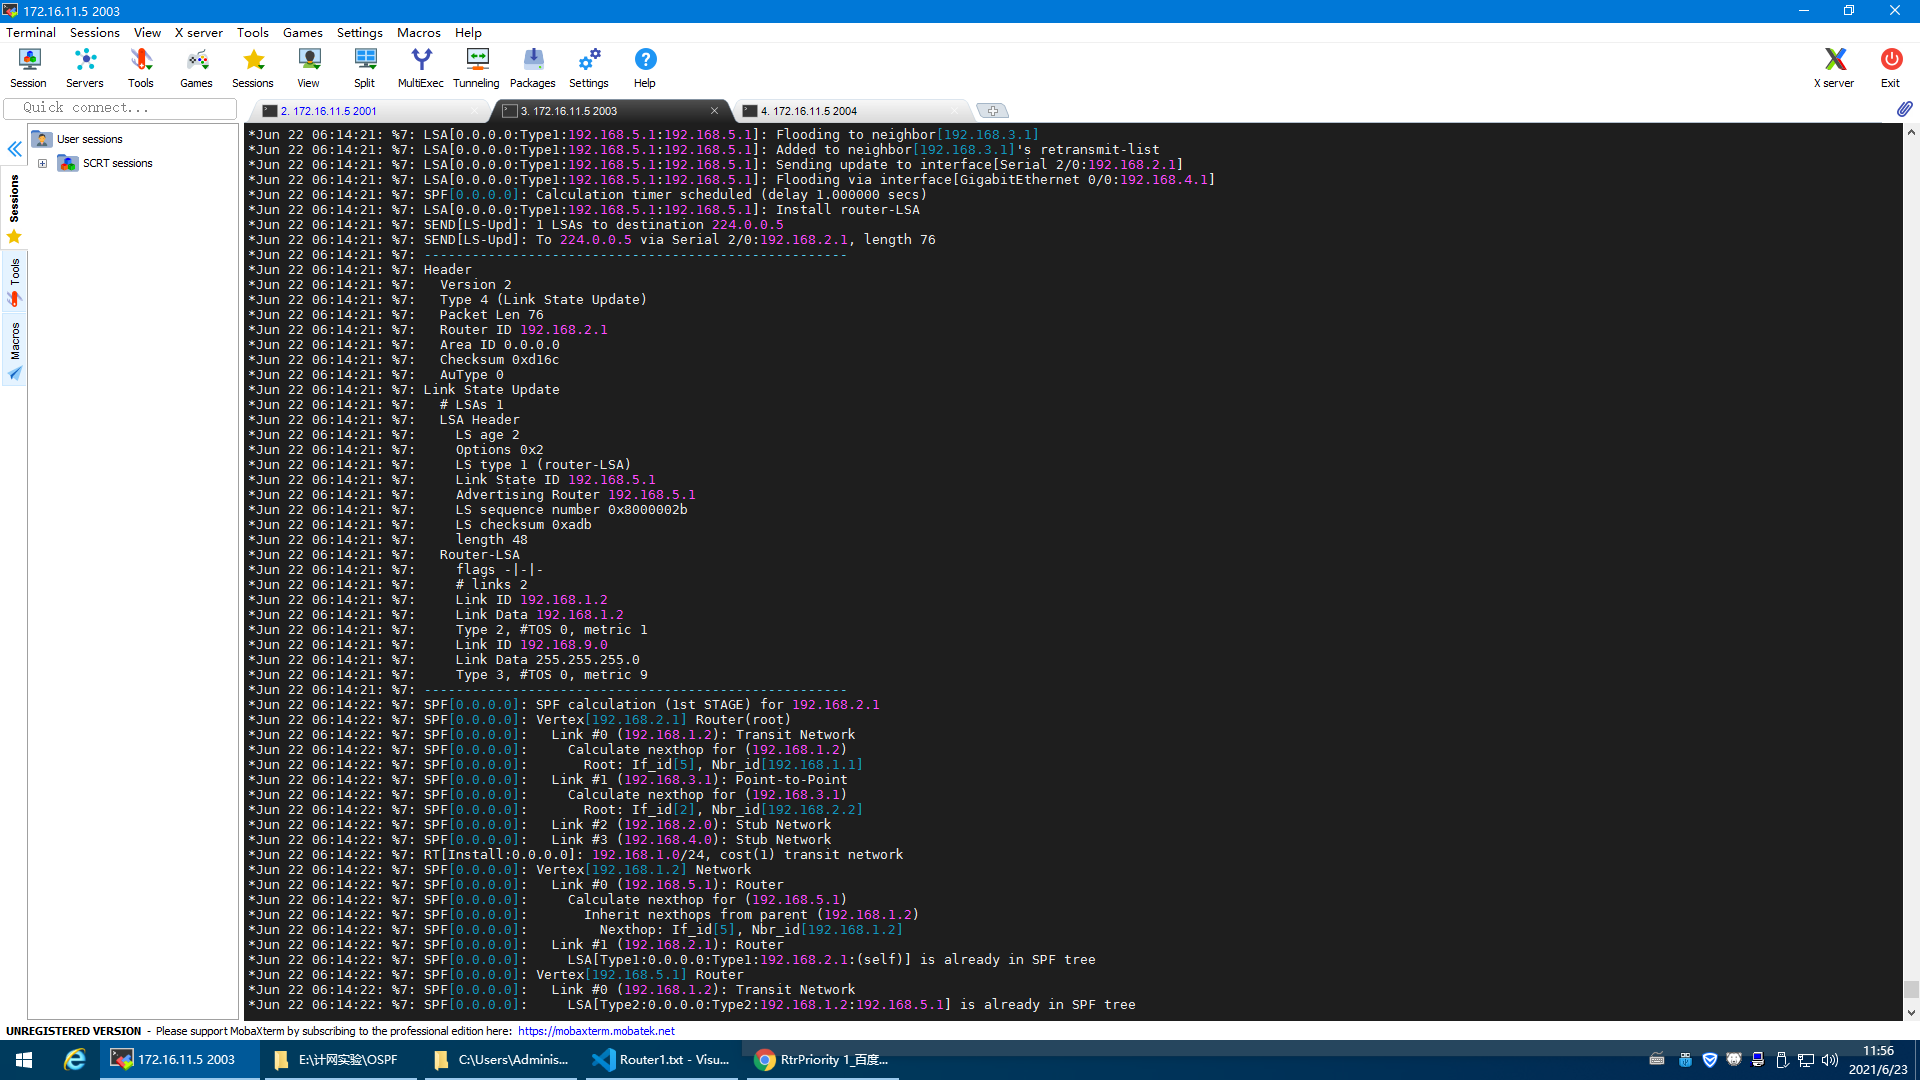 172.16.11.5 2003
Terminal Sessions View X server Tools Games Settings Macros Help
Session Servers Tools Games Sessions View Split MultiExec Tunneling Packages Settings Help X server Exit
Quick connect...
2. 172.16.11.5 2001
3. 172.16.11.5 2003
4. 172.16.11.5 2004
User sessions
SCRT sessions
Sessions
Tools
Macros
*Jun 22 06:14:21: %7: LSA[0.0.0.0:Type1:192.168.5.1:192.168.5.1]: Flooding to neighbor[192.168.3.1]
*Jun 22 06:14:21: %7: LSA[0.0.0.0:Type1:192.168.5.1:192.168.5.1]: Added to neighbor[192.168.3.1]'s retransmit-list
*Jun 22 06:14:21: %7: LSA[0.0.0.0:Type1:192.168.5.1:192.168.5.1]: Sending update to interface[Serial 2/0:192.168.2.1]
*Jun 22 06:14:21: %7: LSA[0.0.0.0:Type1:192.168.5.1:192.168.5.1]: Flooding via interface[GigabitEthernet 0/0:192.168.4.1]
*Jun 22 06:14:21: %7: SPF[0.0.0.0]: Calculation timer scheduled (delay 1.000000 secs)
*Jun 22 06:14:21: %7: LSA[0.0.0.0:Type1:192.168.5.1:192.168.5.1]: Install router-LSA
*Jun 22 06:14:21: %7: SEND[LS-Upd]: 1 LSAs to destination 224.0.0.5
*Jun 22 06:14:21: %7: SEND[LS-Upd]: To 224.0.0.5 via Serial 2/0:192.168.2.1, length 76
*Jun 22 06:14:21: %7: -----------------------------------------------------
*Jun 22 06:14:21: %7: Header
*Jun 22 06:14:21: %7:   Version 2
*Jun 22 06:14:21: %7:   Type 4 (Link State Update)
*Jun 22 06:14:21: %7:   Packet Len 76
*Jun 22 06:14:21: %7:   Router ID 192.168.2.1
*Jun 22 06:14:21: %7:   Area ID 0.0.0.0
*Jun 22 06:14:21: %7:   Checksum 0xd16c
*Jun 22 06:14:21: %7:   AuType 0
*Jun 22 06:14:21: %7: Link State Update
*Jun 22 06:14:21: %7:   # LSAs 1
*Jun 22 06:14:21: %7:   LSA Header
*Jun 22 06:14:21: %7:     LS age 2
*Jun 22 06:14:21: %7:     Options 0x2
*Jun 22 06:14:21: %7:     LS type 1 (router-LSA)
*Jun 22 06:14:21: %7:     Link State ID 192.168.5.1
*Jun 22 06:14:21: %7:     Advertising Router 192.168.5.1
*Jun 22 06:14:21: %7:     LS sequence number 0x8000002b
*Jun 22 06:14:21: %7:     LS checksum 0xadb
*Jun 22 06:14:21: %7:     length 48
*Jun 22 06:14:21: %7:   Router-LSA
*Jun 22 06:14:21: %7:     flags -|-|-
*Jun 22 06:14:21: %7:     # links 2
*Jun 22 06:14:21: %7:     Link ID 192.168.1.2
*Jun 22 06:14:21: %7:     Link Data 192.168.1.2
*Jun 22 06:14:21: %7:     Type 2, #TOS 0, metric 1
*Jun 22 06:14:21: %7:     Link ID 192.168.9.0
*Jun 22 06:14:21: %7:     Link Data 255.255.255.0
*Jun 22 06:14:21: %7:     Type 3, #TOS 0, metric 9
*Jun 22 06:14:21: %7: -----------------------------------------------------
*Jun 22 06:14:22: %7: SPF[0.0.0.0]: SPF calculation (1st STAGE) for 192.168.2.1
*Jun 22 06:14:22: %7: SPF[0.0.0.0]: Vertex[192.168.2.1] Router(root)
*Jun 22 06:14:22: %7: SPF[0.0.0.0]:   Link #0 (192.168.1.2): Transit Network
*Jun 22 06:14:22: %7: SPF[0.0.0.0]:     Calculate nexthop for (192.168.1.2)
*Jun 22 06:14:22: %7: SPF[0.0.0.0]:       Root: If_id[5], Nbr_id[192.168.1.1]
*Jun 22 06:14:22: %7: SPF[0.0.0.0]:   Link #1 (192.168.3.1): Point-to-Point
*Jun 22 06:14:22: %7: SPF[0.0.0.0]:     Calculate nexthop for (192.168.3.1)
*Jun 22 06:14:22: %7: SPF[0.0.0.0]:       Root: If_id[2], Nbr_id[192.168.2.2]
*Jun 22 06:14:22: %7: SPF[0.0.0.0]:   Link #2 (192.168.2.0): Stub Network
*Jun 22 06:14:22: %7: SPF[0.0.0.0]:   Link #3 (192.168.4.0): Stub Network
*Jun 22 06:14:22: %7: RT[Install:0.0.0.0]: 192.168.1.0/24, cost(1) transit network
*Jun 22 06:14:22: %7: SPF[0.0.0.0]: Vertex[192.168.1.2] Network
*Jun 22 06:14:22: %7: SPF[0.0.0.0]:   Link #0 (192.168.5.1): Router
*Jun 22 06:14:22: %7: SPF[0.0.0.0]:     Calculate nexthop for (192.168.5.1)
*Jun 22 06:14:22: %7: SPF[0.0.0.0]:       Inherit nexthops from parent (192.168.1.2)
*Jun 22 06:14:22: %7: SPF[0.0.0.0]:         Nexthop: If_id[5], Nbr_id[192.168.1.2]
*Jun 22 06:14:22: %7: SPF[0.0.0.0]:   Link #1 (192.168.2.1): Router
*Jun 22 06:14:22: %7: SPF[0.0.0.0]:     LSA[Type1:0.0.0.0:Type1:192.168.2.1:(self)] is already in SPF tree
*Jun 22 06:14:22: %7: SPF[0.0.0.0]: Vertex[192.168.5.1] Router
*Jun 22 06:14:22: %7: SPF[0.0.0.0]:   Link #0 (192.168.1.2): Transit Network
*Jun 22 06:14:22: %7: SPF[0.0.0.0]:     LSA[Type2:0.0.0.0:Type2:192.168.1.2:192.168.5.1] is already in SPF tree
UNREGISTERED VERSION - Please support MobaXterm by subscribing to the professional edition here: https://mobaxterm.mobatek.net
172.16.11.5 2003
E:\计网实验\OSPF
C:\Users\Adminis...
Router1.txt - Visu...
RtrPriority 1_百度...
11:56
2021/6/23